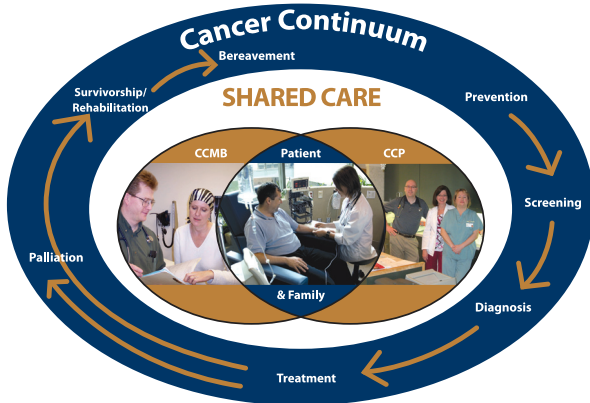 Cancer Continuum
Bereavement
Survivorship/
Rehabilitation
SHARED CARE
Prevention
CCMB
Patient
CCP
Screening
Palliation
& Family
Diagnosis
Treatment